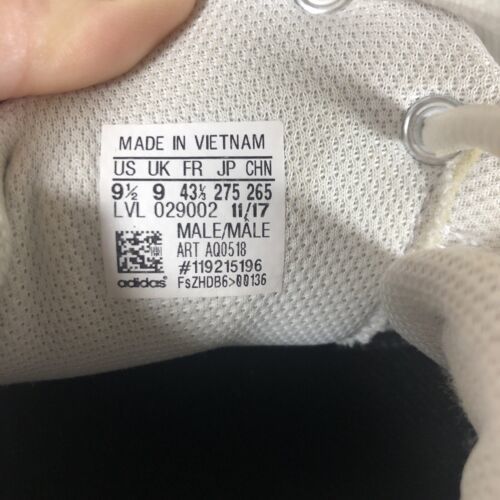 MADE IN VIETNAM
US UK FR JP CHN
9½ 9 43⅓ 275 265
LVL 029002 11/17
MALE/MÂLE
ART AQ0518
#119215196
adidas FsZHDB6>00136